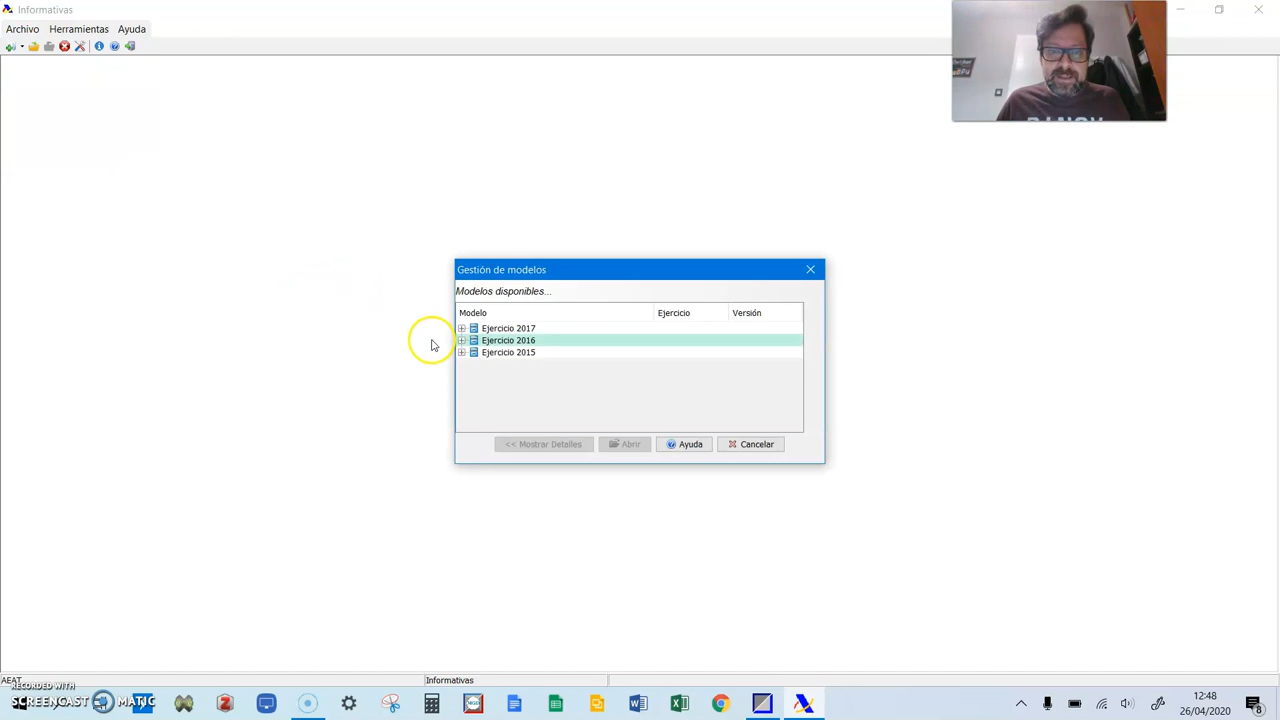 Informativas
Archivo Herramientas Ayuda
Gestión de modelos
Modelos disponibles...
Modelo Ejercicio Versión
Ejercicio 2017
Ejercicio 2016
Ejercicio 2015
<< Mostrar Detalles Abrir Ayuda Cancelar
AEAT Informativas
RECORDED WITH
SCREENCAST MATIC
12:48
26/04/2020
8